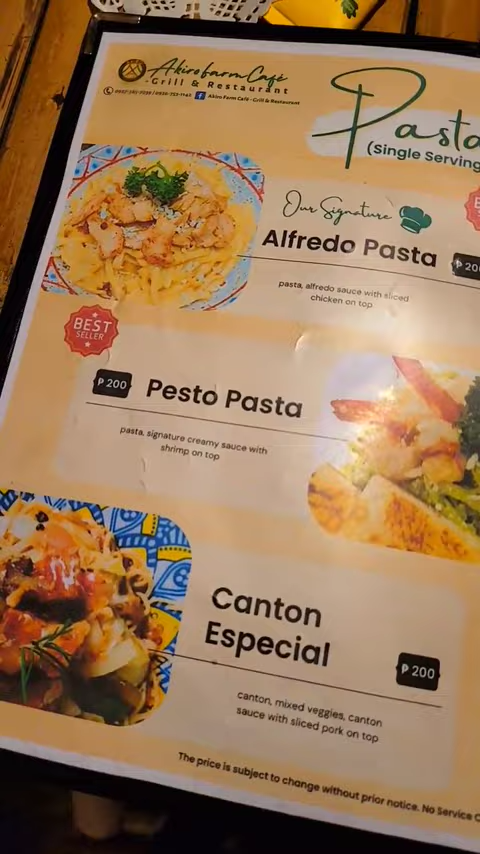 Akiro Farm Café
Grill & Restaurant
Akiro Farm Café - Grill & Restaurant
Pasta
(Single Serving
Our Signature
Alfredo Pasta
₱ 200
pasta, alfredo sauce with sliced
chicken on top
BEST
SELLER
₱ 200
Pesto Pasta
pasta, signature creamy sauce with
shrimp on top
Canton
Especial
₱ 200
canton, mixed veggies, canton
sauce with sliced pork on top
The price is subject to change without prior notice. No Service